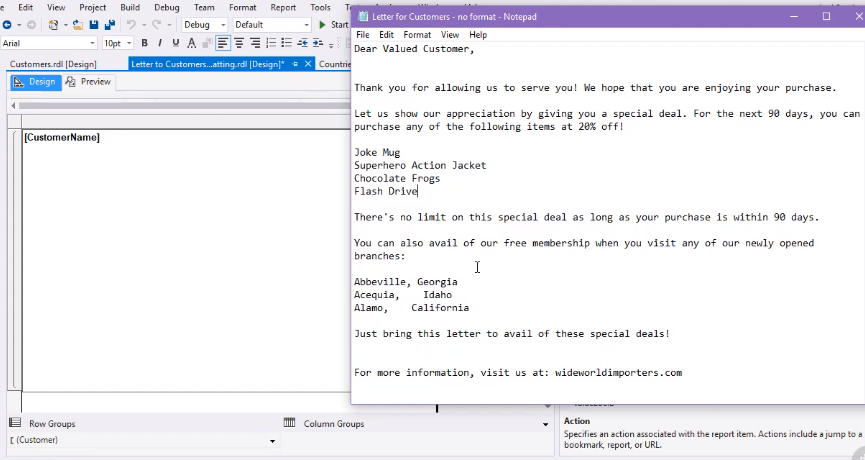 Edit View Project Build Debug Team Format Report Tools Architecture
Debug Default Start
Arial 10pt
Customers.rdl [Design] Letter to Customers...atting.rdl [Design]* Countrie
Design Preview
[CustomerName]
Row Groups Column Groups
(Customer)
Letter for Customers - no format - Notepad
File Edit Format View Help
Dear Valued Customer,
Thank you for allowing us to serve you! We hope that you are enjoying your purchase.
Let us show our appreciation by giving you a special deal. For the next 90 days, you can
purchase any of the following items at 20% off!
Joke Mug
Superhero Action Jacket
Chocolate Frogs
Flash Drive
There's no limit on this special deal as long as your purchase is within 90 days.
You can also avail of our free membership when you visit any of our newly opened
branches:
Abbeville, Georgia
Acequia, Idaho
Alamo, California
Just bring this letter to avail of these special deals!
For more information, visit us at: wideworldimporters.com
Action
Specifies an action associated with the report item. Actions include a jump to a
bookmark, report, or URL.